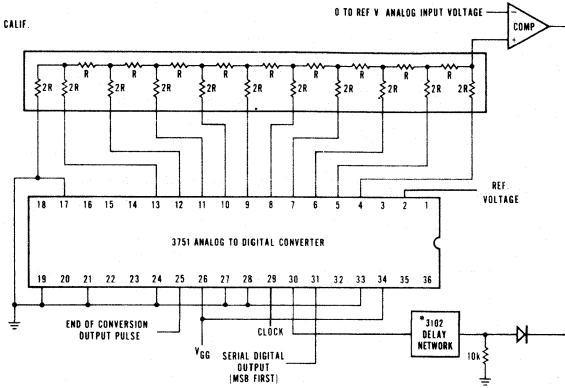 0 TO REF V ANALOG INPUT VOLTAGE
CALIF.
COMP
−
+
R R R R R R R R R
2R 2R 2R 2R 2R 2R 2R 2R 2R 2R 2R
REF.
VOLTAGE
18 17 16 15 14 13 12 11 10 9 8 7 6 5 4 3 2 1
3751 ANALOG TO DIGITAL CONVERTER
19 20 21 22 23 24 25 26 27 28 29 30 31 32 33 34 35 36
END OF CONVERSION
OUTPUT PULSE
VGG
CLOCK
SERIAL DIGITAL
OUTPUT
(MSB FIRST)
*3102
DELAY
NETWORK
10k